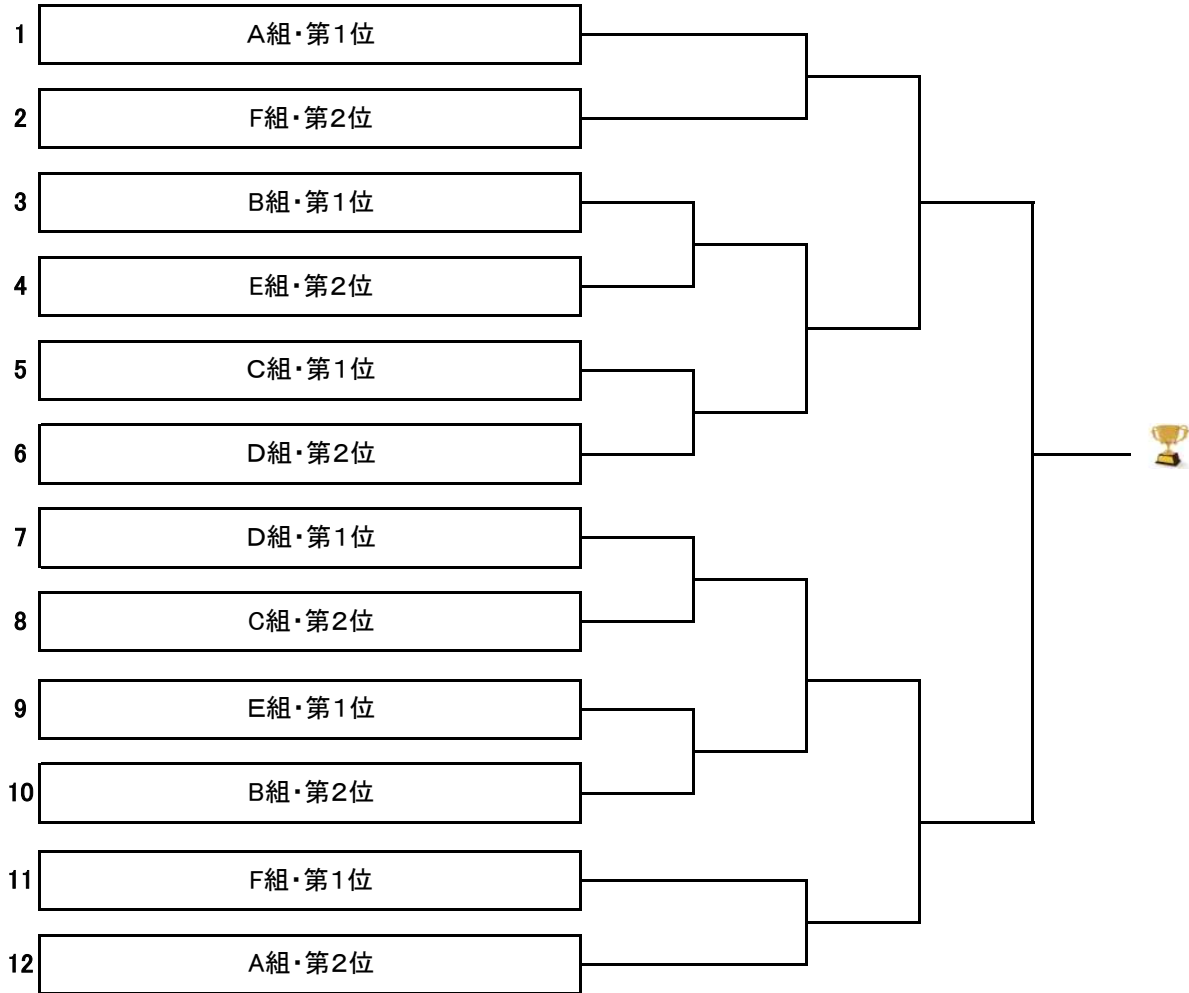 1 A組・第1位
2 F組・第2位
3 B組・第1位
4 E組・第2位
5 C組・第1位
6 D組・第2位
7 D組・第1位
8 C組・第2位
9 E組・第1位
10 B組・第2位
11 F組・第1位
12 A組・第2位